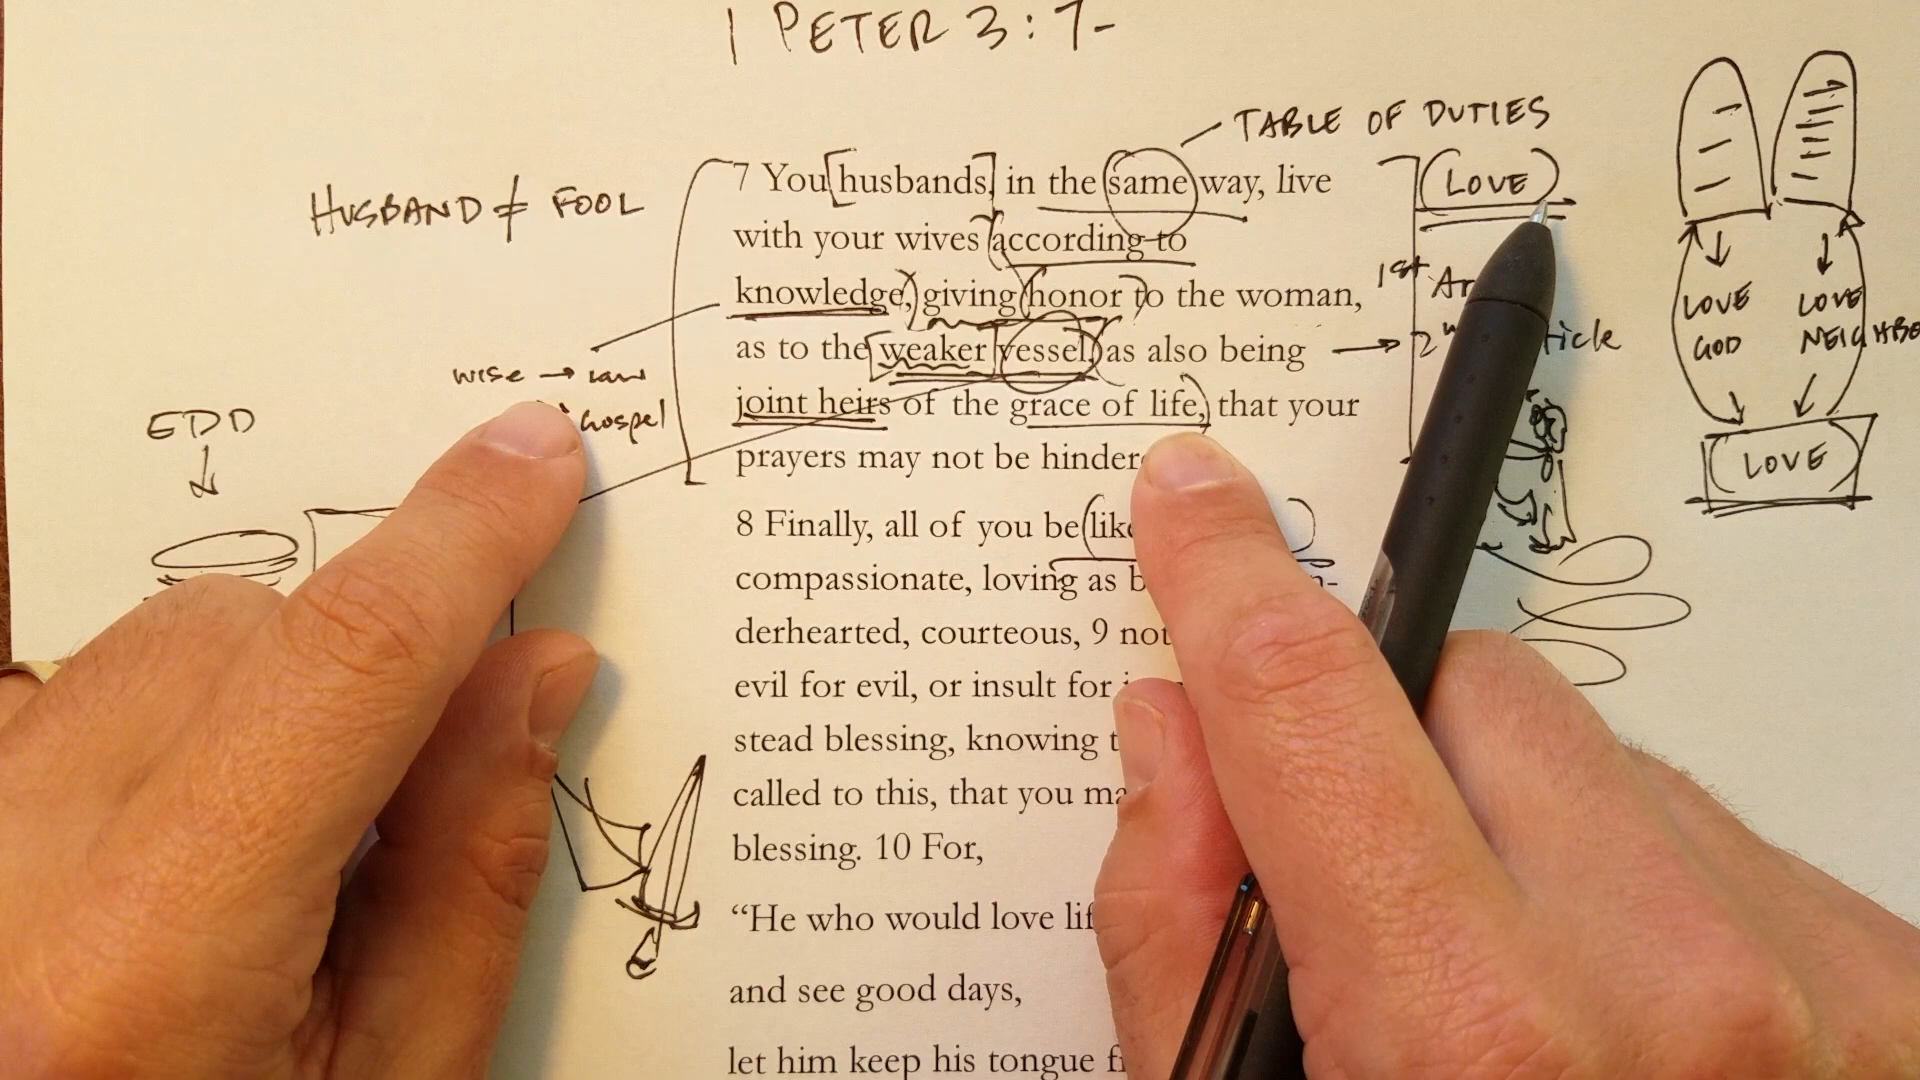 1 PETER 3:7-
TABLE OF DUTIES
HUSBAND ≠ FOOL
7 You [husbands] in the same way, live
with your wives (according to
knowledge,) giving (honor to the woman,
as to the weaker vessel, as also being
joint heirs of the grace of life,) that your
prayers may not be
8 Finally, all of you be
compassionate, loving as
derhearted, courteous, 9 not
evil for evil, or insult for
stead blessing, knowing
called to this, that you
blessing. 10 For,
“He who would love
and see good days,
let him keep his tongue
(LOVE)
1st
2
wise → law
Gospel
EDD
LOVE
GOD
LOVE
LOVE